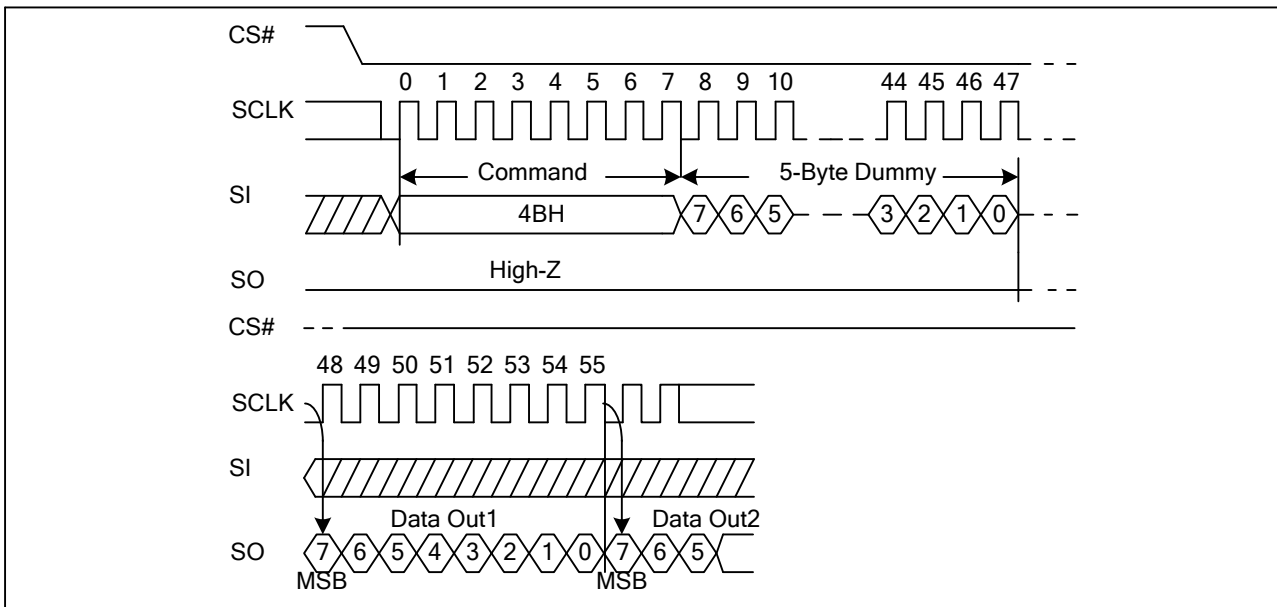 CS#
0 1 2 3 4 5 6 7 8 9 10 44 45 46 47
SCLK
Command 5-Byte Dummy
SI
4BH 7 6 5 3 2 1 0
High-Z
SO
CS#
48 49 50 51 52 53 54 55
SCLK
SI
Data Out1 Data Out2
SO 7 6 5 4 3 2 1 0 7 6 5
MSB MSB